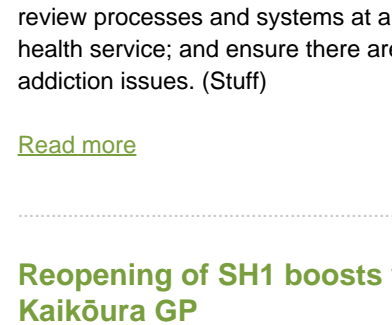 review processes and systems at a
health service; and ensure there are
addiction issues. (Stuff)
Read more
Reopening of SH1 boosts
Kaikōura GP